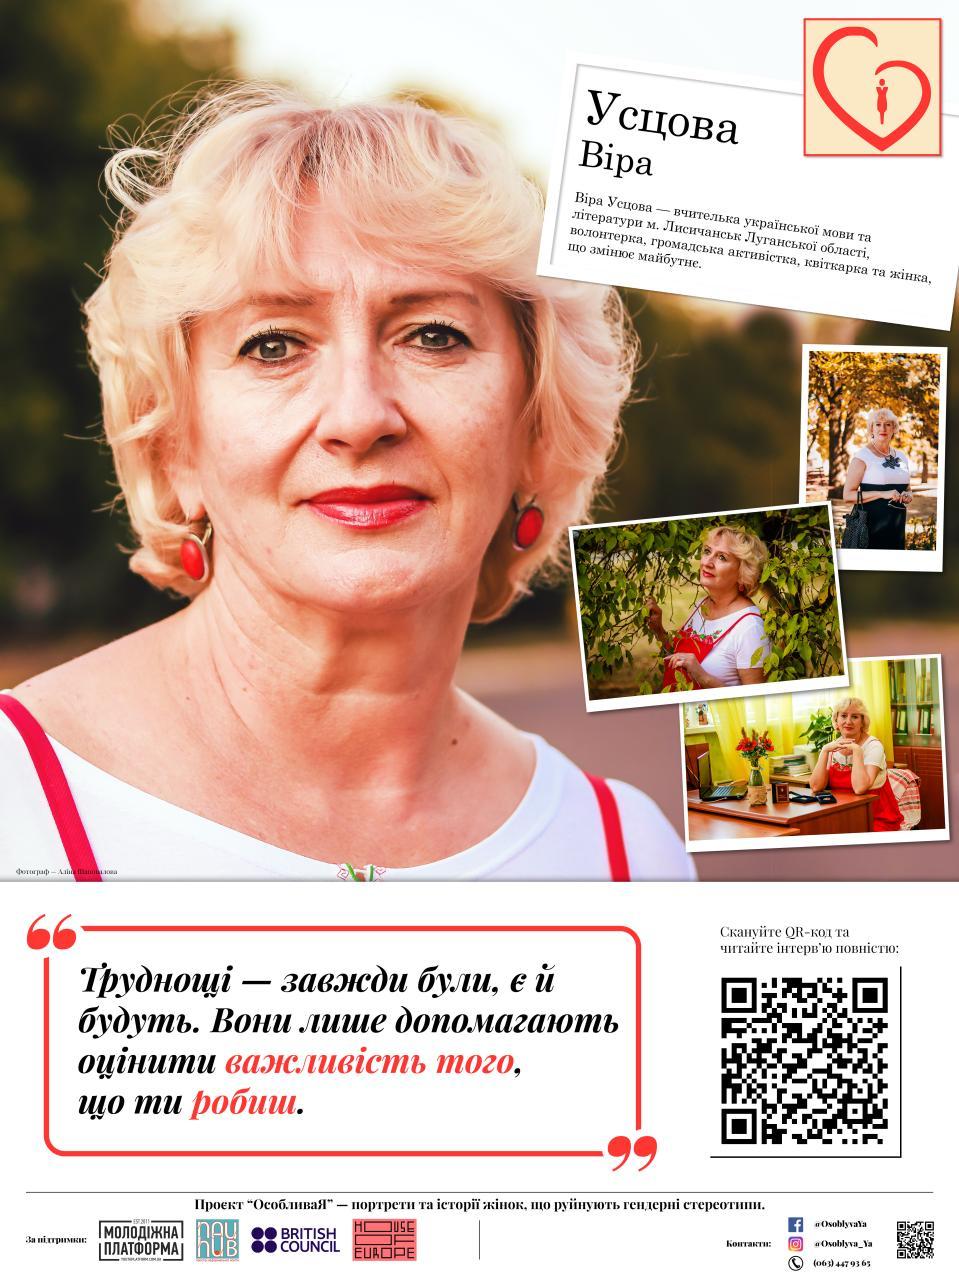 Усцова
Віра
Віра Усцова — вчителька української мови та
літератури м. Лисичанськ Луганської області,
волонтерка, громадська активістка, квіткарка та жінка,
що змінює майбутнє.
Фотограф — Аліна Шаповалова
“
Труднощі — завжди були, є й
будуть. Вони лише допомагають
оцінити важливість того,
що ти робиш.
”
Скануйте QR-код та
читайте інтерв’ю повністю:
Проєкт “ОсобливаЯ” — портрети та історії жінок, що руйнують гендерні стереотипи.
За підтримки:
EST.2011
МОЛОДІЖНА
ПЛАТФОРМА
BRITISH
COUNCIL
HOUSE
OF
EUROPE
Контакти:
@OsoblyvaYa
@Osoblyva_Ya
(063) 447 93 65